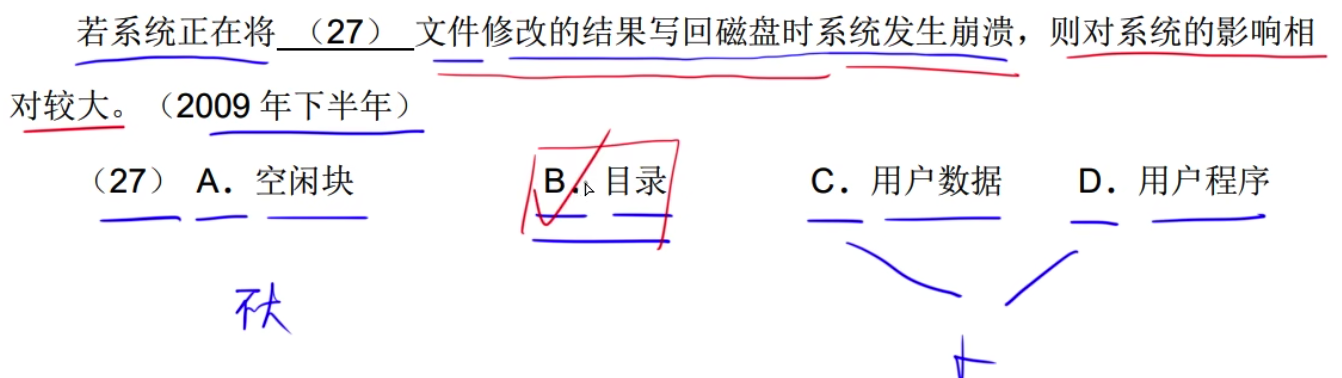 若系统正在将 （27） 文件修改的结果写回磁盘时系统发生崩溃，则对系统的影响相
对较大。（2009 年下半年）
（27） A．空闲块 B．目录 C．用户数据 D．用户程序
不大